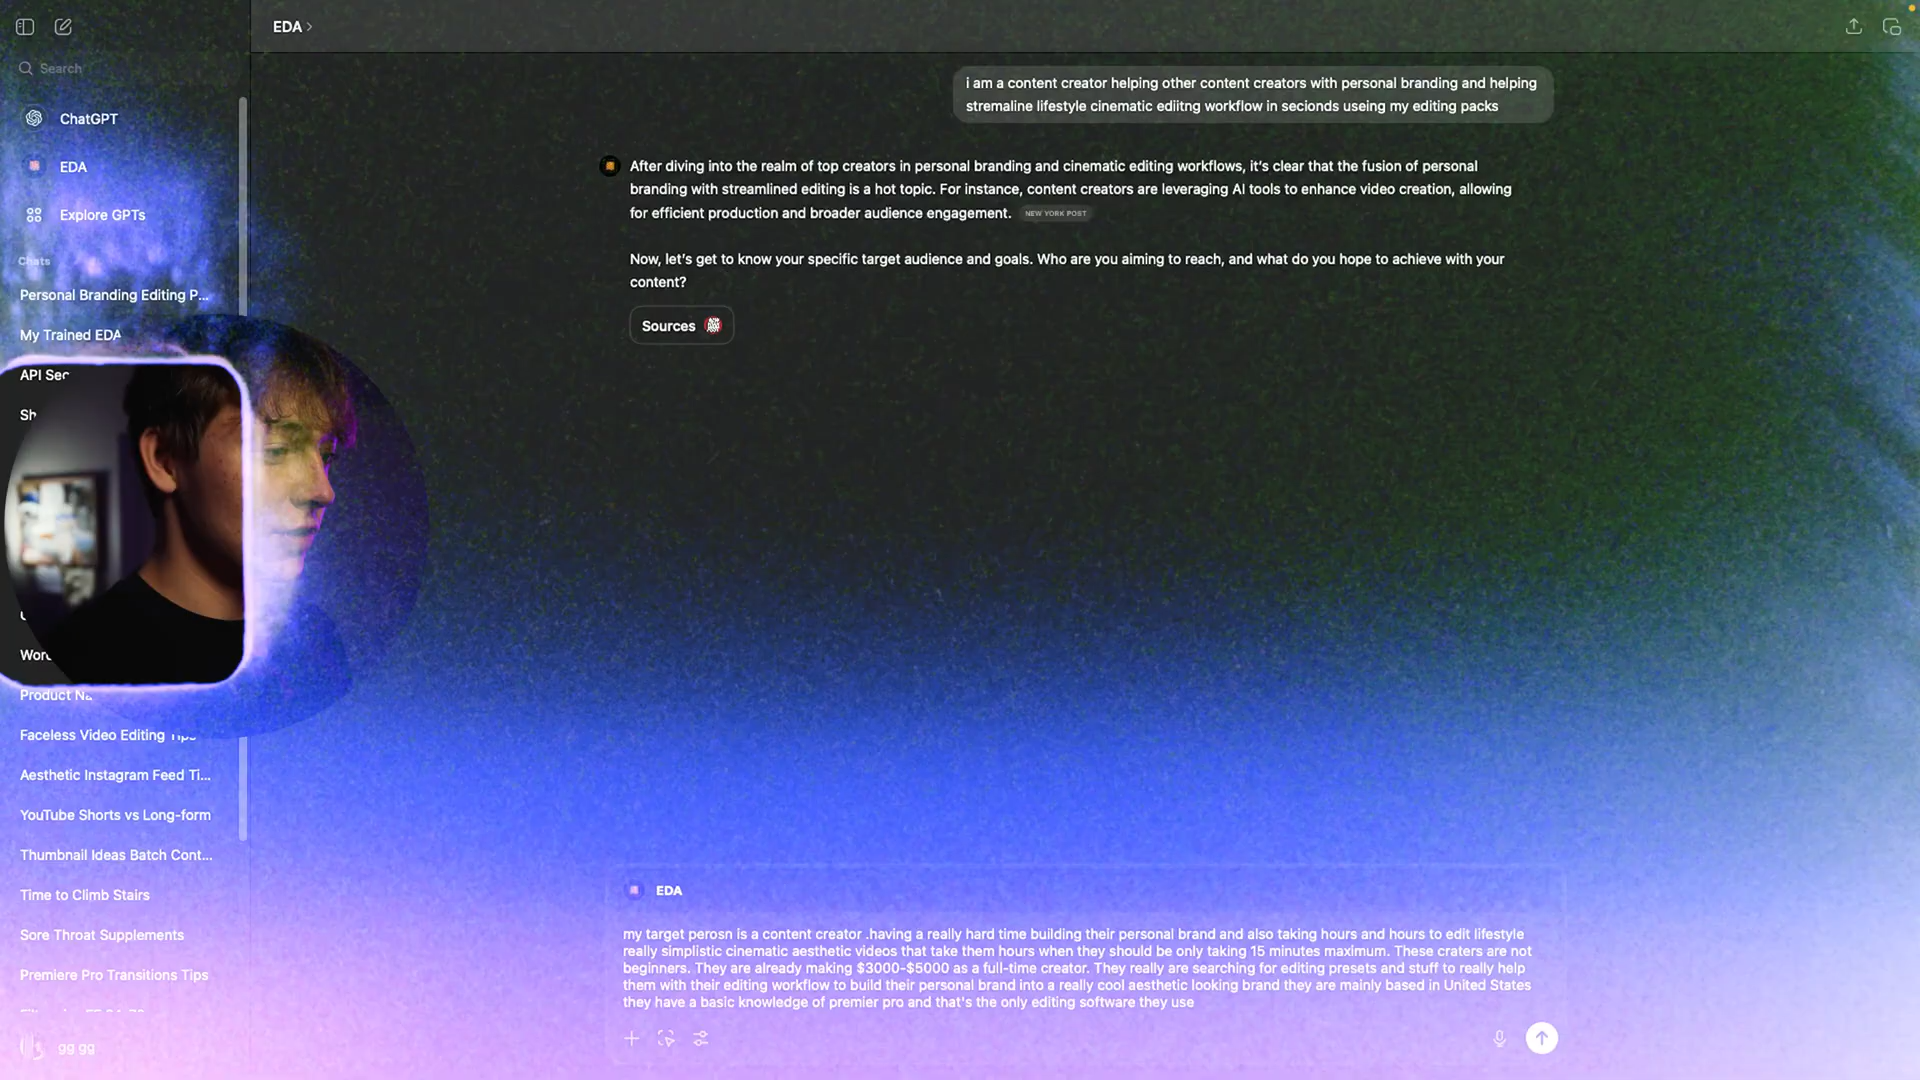 EDA
Search
ChatGPT
EDA
Explore GPTs
Chats
Personal Branding Editing P...
My Trained EDA
API Sec
Sh
Word
Product Na
Faceless Video Editing Tips
Aesthetic Instagram Feed Ti...
YouTube Shorts vs Long-form
Thumbnail Ideas Batch Cont...
Time to Climb Stairs
Sore Throat Supplements
Premiere Pro Transitions Tips
gg gg
i am a content creator helping other content creators with personal branding and helping
stremaline lifestyle cinematic ediitng workflow in secionds useing my editing packs
After diving into the realm of top creators in personal branding and cinematic editing workflows, it's clear that the fusion of personal
branding with streamlined editing is a hot topic. For instance, content creators are leveraging AI tools to enhance video creation, allowing
for efficient production and broader audience engagement. NEW YORK POST
Now, let's get to know your specific target audience and goals. Who are you aiming to reach, and what do you hope to achieve with your
content?
Sources
EDA
my target perosn is a content creator .having a really hard time building their personal brand and also taking hours and hours to edit lifestyle
really simplistic cinematic aesthetic videos that take them hours when they should be only taking 15 minutes maximum. These craters are not
beginners. They are already making $3000-$5000 as a full-time creator. They really are searching for editing presets and stuff to really help
them with their editing workflow to build their personal brand into a really cool aesthetic looking brand they are mainly based in United States
they have a basic knowledge of premier pro and that's the only editing software they use